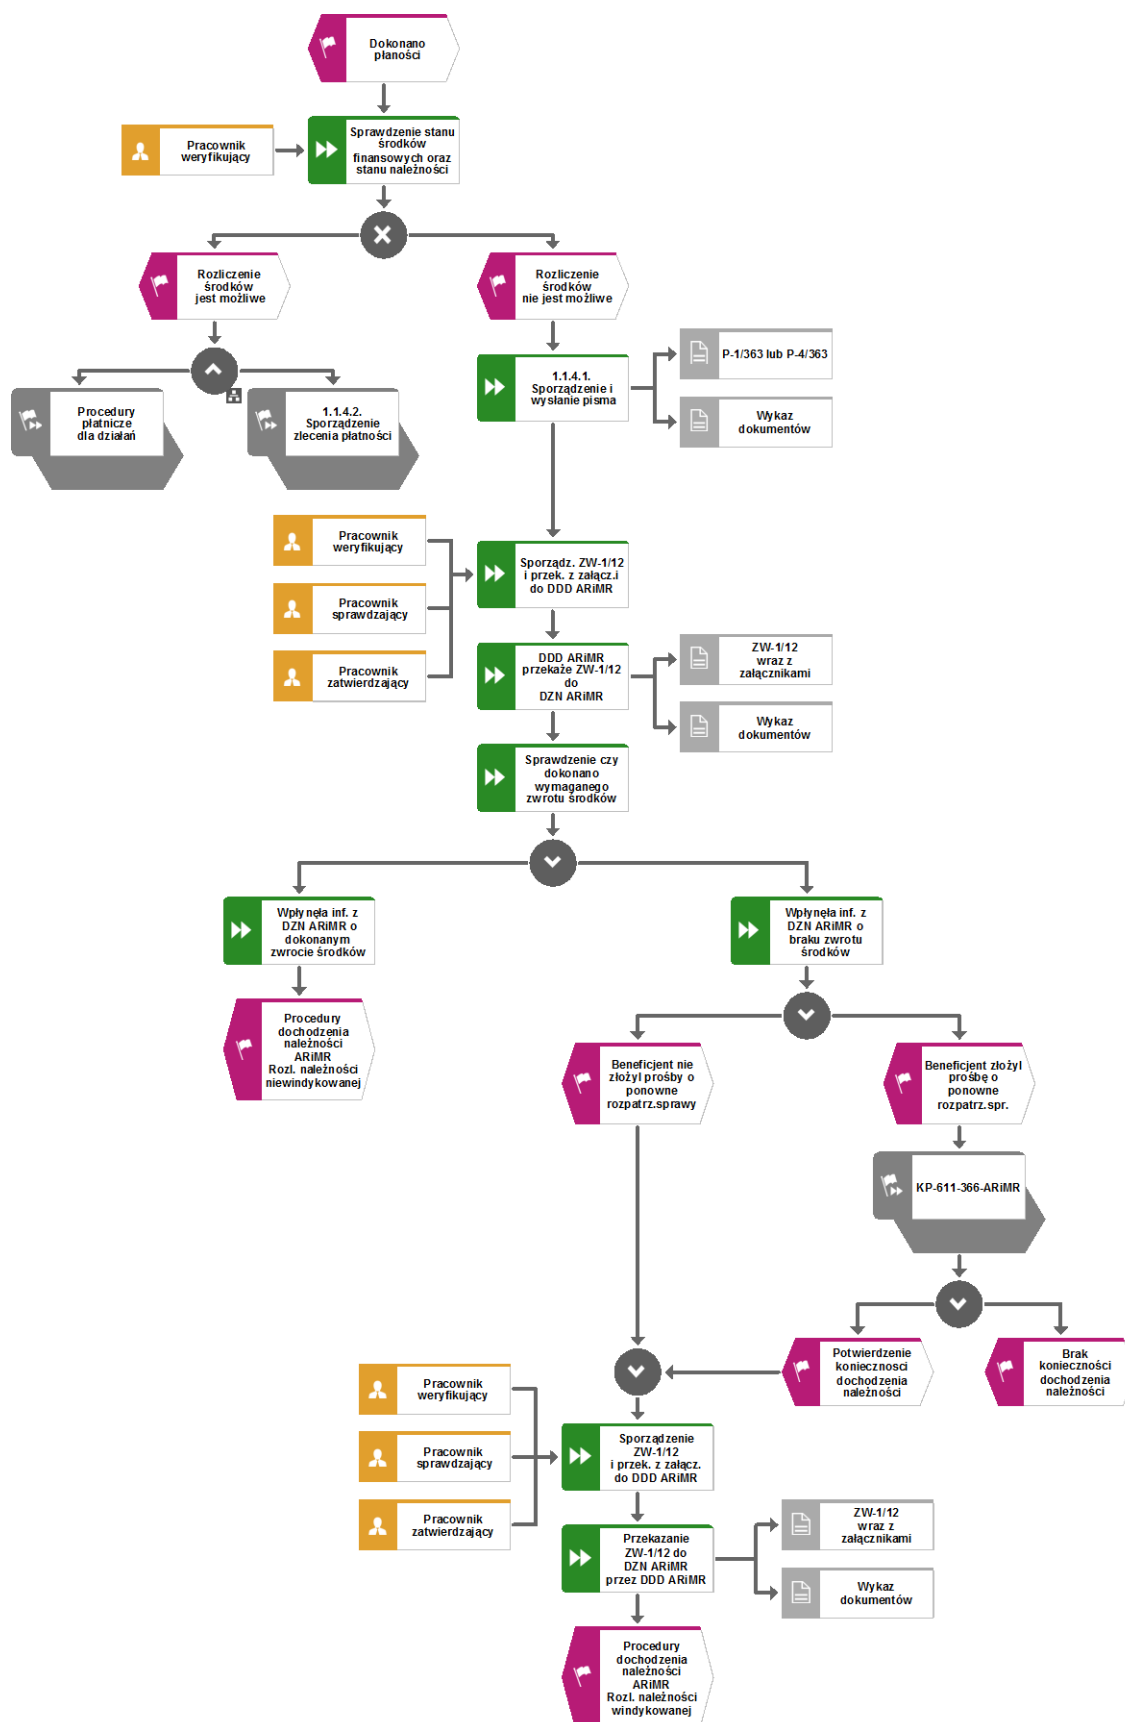 Dokonano
płaności
Pracownik
weryfikujący
Sprawdzenie stanu
środków
finansowych oraz
stanu należności
Rozliczenie
środków
jest możliwe
Rozliczenie
środków
nie jest możliwe
Procedury
płatnicze
dla działań
1.1.4.2.
Sporządzenie
zlecenia płatności
1.1.4.1.
Sporządzenie i
wysłanie pisma
P-1/363 lub P-4/363
Wykaz
dokumentów
Pracownik
weryfikujący
Pracownik
sprawdzający
Pracownik
zatwierdzający
Sporządz. ZW-1/12
i przek. z załącz.i
do DDD ARiMR
DDD ARiMR
przekaże ZW-1/12
do
DZN ARiMR
ZW-1/12
wraz z
załącznikami
Wykaz
dokumentów
Sprawdzenie czy
dokonano
wymaganego
zwrotu środków
Wpłynęła inf. z
DZN ARiMR o
dokonanym
zwrocie środków
Wpłynęła inf. z
DZN ARiMR o
braku zwrotu
środków
Procedury
dochodzenia
należności
ARiMR
Rozl. należności
niewindykowanej
Beneficjent nie
złożyl prośby o
ponowne
rozpatrz.sprawy
Beneficjent złożyl
prośbę o
ponowne
rozpatrz.spr.
KP-611-366-ARiMR
Potwierdzenie
koniecznosci
dochodzenia
należności
Brak
konieczności
dochodzenia
należności
Pracownik
weryfikujący
Pracownik
sprawdzający
Pracownik
zatwierdzający
Sporządzenie
ZW-1/12
i przek. z załącz.
do DDD ARiMR
Przekazanie
ZW-1/12 do
DZN ARiMR
przez DDD ARiMR
ZW-1/12
wraz z
załącznikami
Wykaz
dokumentów
Procedury
dochodzenia
należności
ARiMR
Rozl. należności
windykowanej